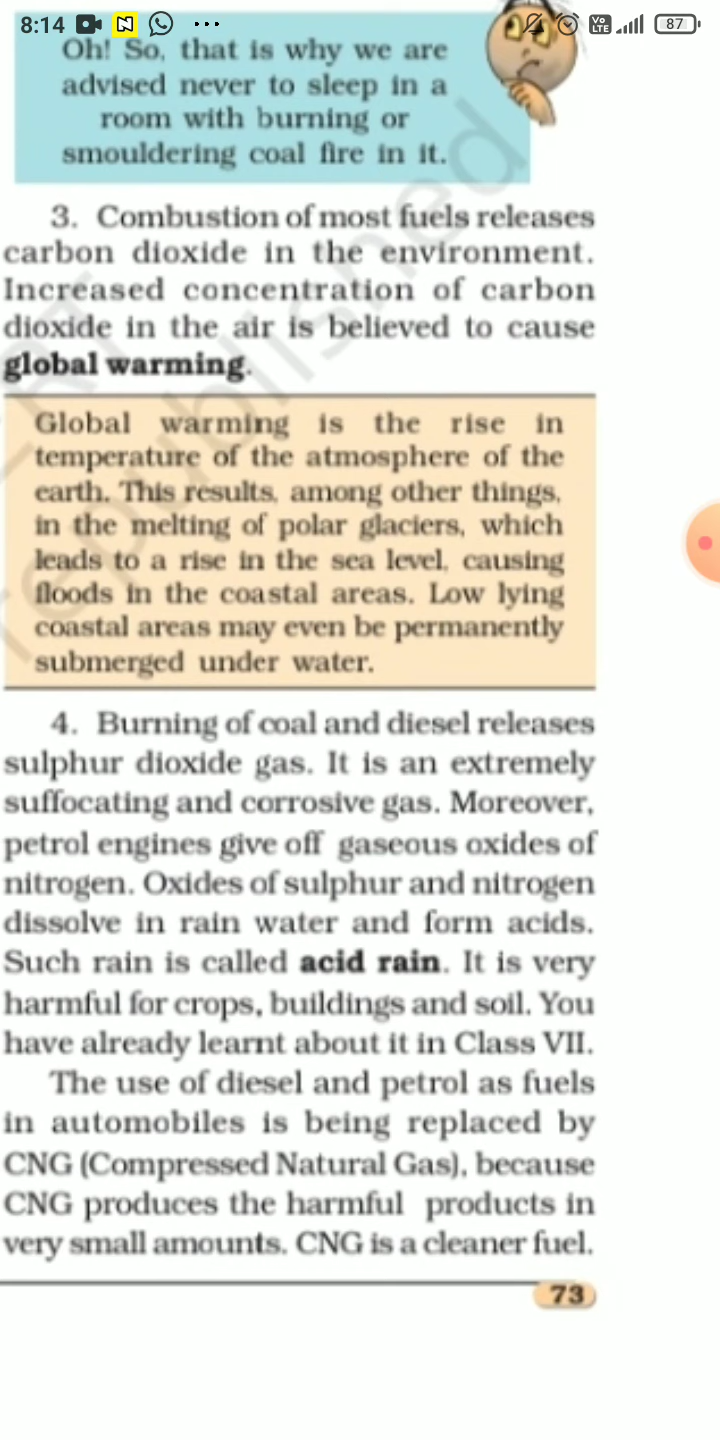 8:14 N ... Vo LTE 87
Oh! So, that is why we are
advised never to sleep in a
room with burning or
smouldering coal fire in it.
3. Combustion of most fuels releases
carbon dioxide in the environment.
Increased concentration of carbon
dioxide in the air is believed to cause
global warming.
Global warming is the rise in
temperature of the atmosphere of the
earth. This results, among other things,
in the melting of polar glaciers, which
leads to a rise in the sea level, causing
floods in the coastal areas. Low lying
coastal areas may even be permanently
submerged under water.
4. Burning of coal and diesel releases
sulphur dioxide gas. It is an extremely
suffocating and corrosive gas. Moreover,
petrol engines give off gaseous oxides of
nitrogen. Oxides of sulphur and nitrogen
dissolve in rain water and form acids.
Such rain is called acid rain. It is very
harmful for crops, buildings and soil. You
have already learnt about it in Class VII.
The use of diesel and petrol as fuels
in automobiles is being replaced by
CNG (Compressed Natural Gas), because
CNG produces the harmful products in
very small amounts. CNG is a cleaner fuel.
73
republished